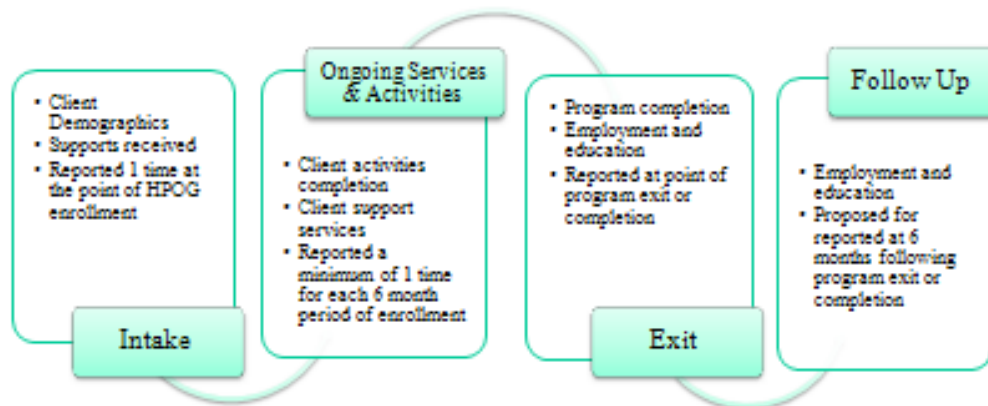 • Client
Demographics
• Supports received
• Reported 1 time at
the point of HPOG
enrollment
Intake
Ongoing Services
& Activities
• Client activities
completion
• Client support
services
• Reported a
minimum of 1 time
for each 6 month
period of enrollment
• Program completion
• Employment and
education
• Reported at point of
program exit or
completion
Exit
Follow Up
• Employment and
education
• Proposed for
reported at 6
months following
program exit or
completion